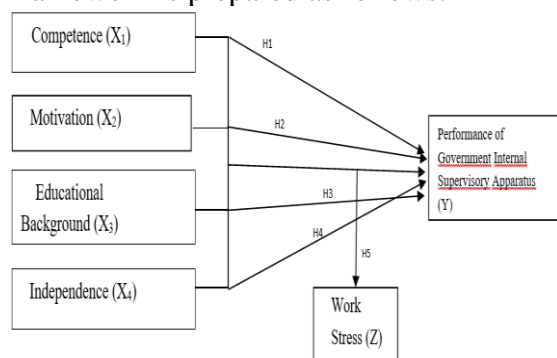 Competence (X₁)
H1
Motivation (X₂)
H2
Performance of
Government Internal
Supervisory Apparatus
(Y)
Educational
Background (X₃)
H3
H4
Independence (X₄)
H5
Work
Stress (Z)